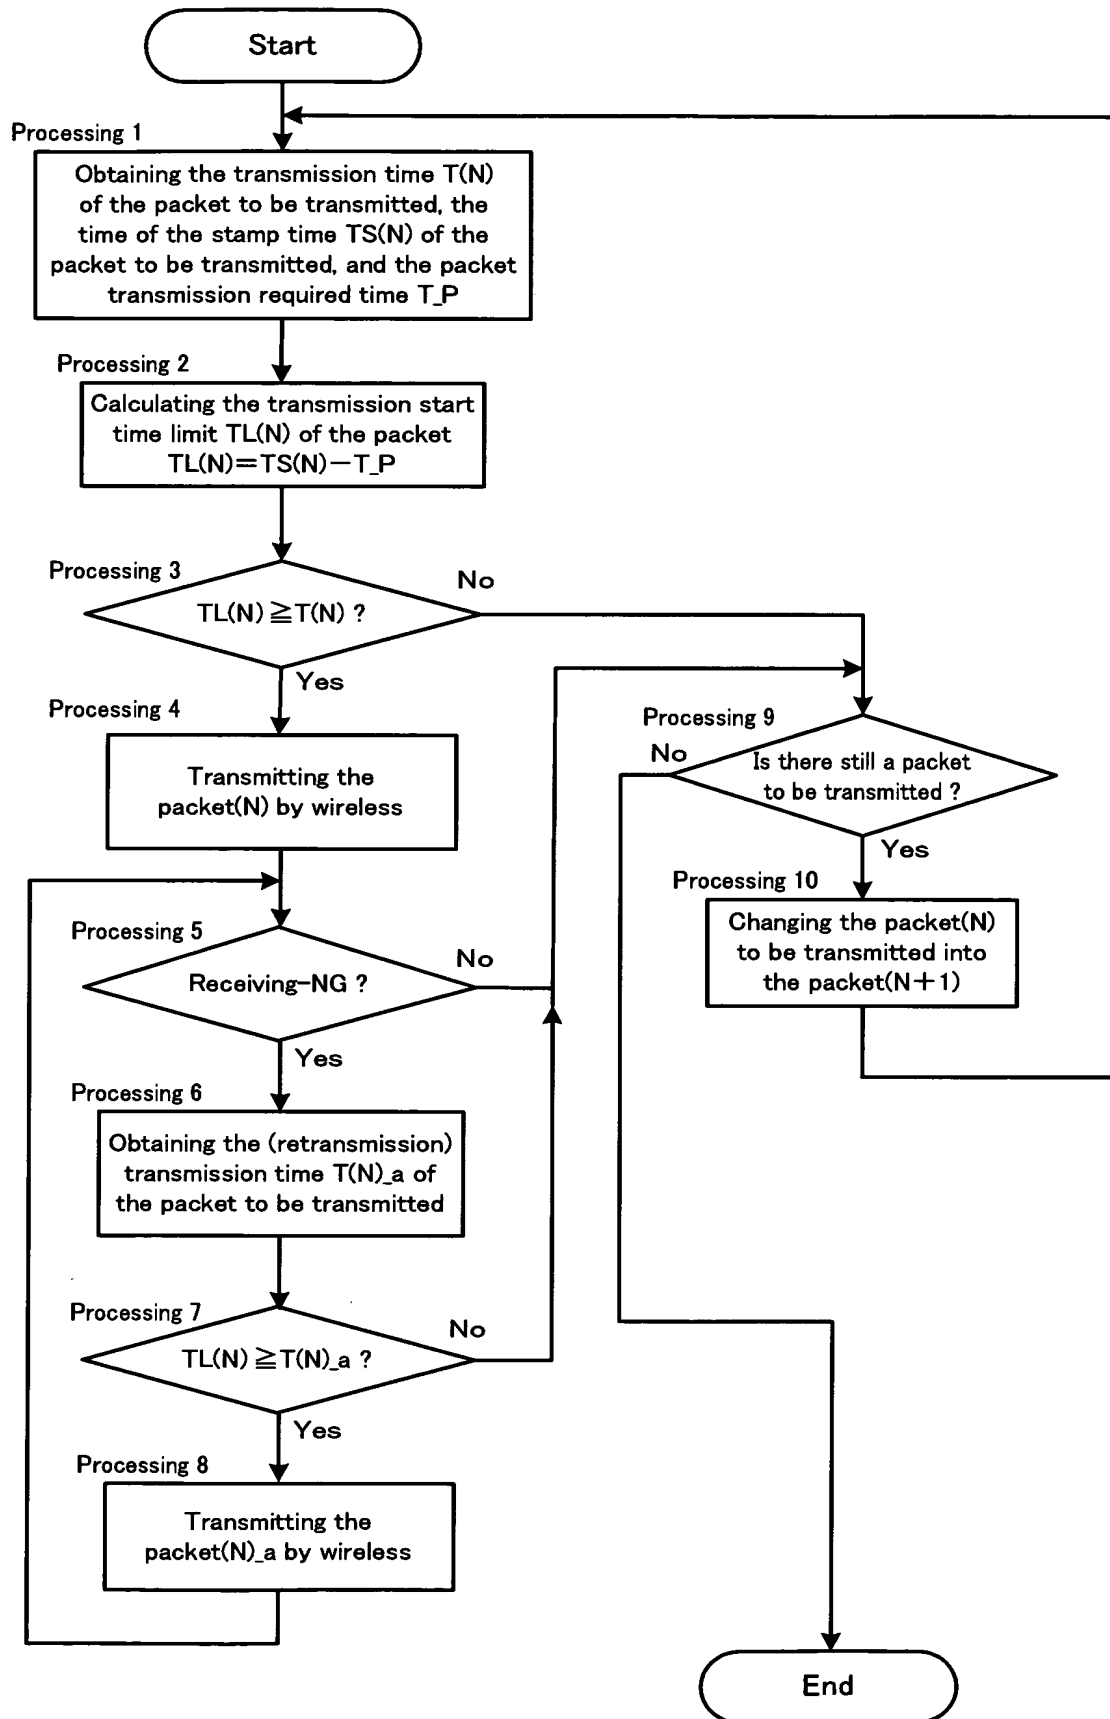 Start
Processing 1
Obtaining the transmission time T(N)
of the packet to be transmitted, the
time of the stamp time TS(N) of the
packet to be transmitted, and the packet
transmission required time T_P
Processing 2
Calculating the transmission start
time limit TL(N) of the packet
TL(N)=TS(N)−T_P
Processing 3
TL(N)≧T(N) ?
No
Yes
Processing 4
Transmitting the
packet(N) by wireless
Processing 5
Receiving-NG ?
No
Yes
Processing 6
Obtaining the (retransmission)
transmission time T(N)_a of
the packet to be transmitted
Processing 7
TL(N)≧T(N)_a ?
No
Yes
Processing 8
Transmitting the
packet(N)_a by wireless
Processing 9
No
Is there still a packet
to be transmitted ?
Yes
Processing 10
Changing the packet(N)
to be transmitted into
the packet(N+1)
End